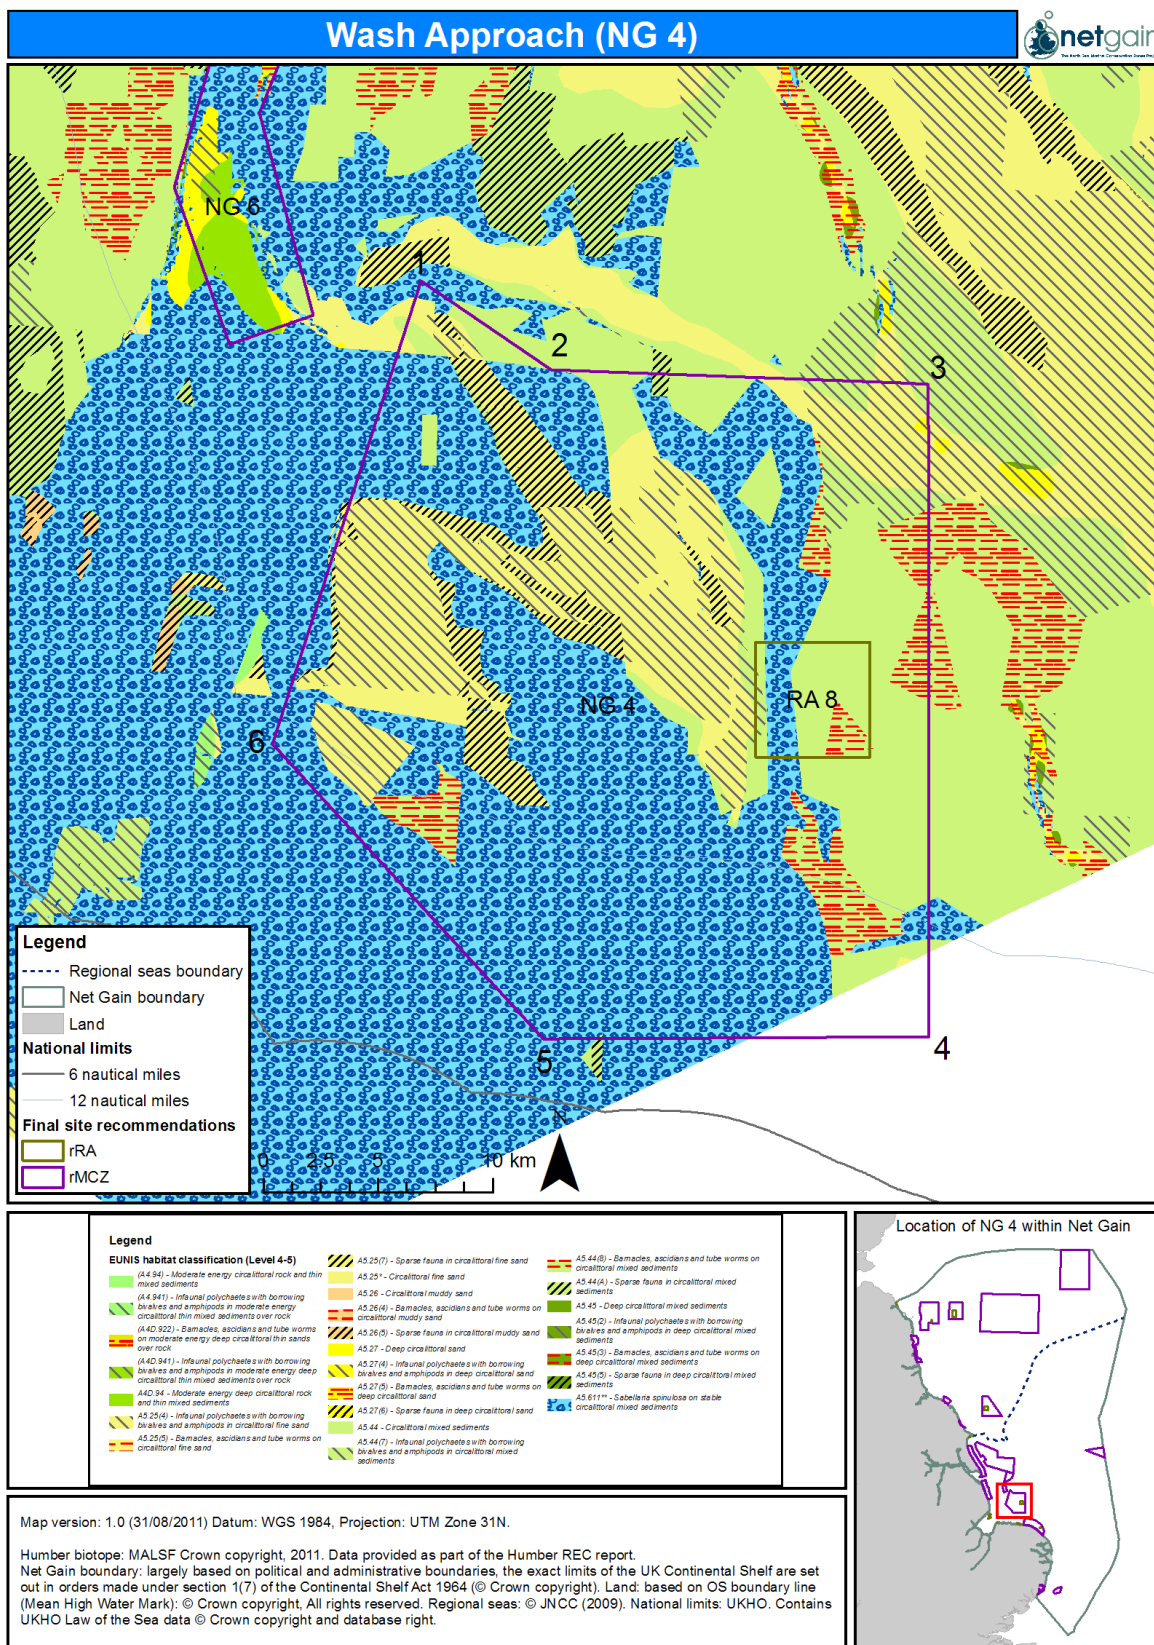 Wash Approach (NG 4)
netgain
The North Sea Marine Conservation Zones Project
NG 6
1
2
3
NG 4
RA 8
6
4
5
N
0 2.5 5 10 km
Legend
Regional seas boundary
Net Gain boundary
Land
National limits
6 nautical miles
12 nautical miles
Final site recommendations
rRA
rMCZ
Legend
EUNIS habitat classification (Level 4-5)
(A4.94) - Moderate energy circalittoral rock and thin
mixed sediments
(A4.941) - Infaunal polychaetes with borrowing
bivalves and amphipods in moderate energy
circalittoral thin mixed sediments over rock
(A4D.922) - Barnacles, ascidians and tube worms
on moderate energy deep circalittoral thin sands
over rock
(A4D.941) - Infaunal polychaetes with borrowing
bivalves and amphipods in moderate energy deep
circalittoral thin mixed sediments over rock
A4D.94 - Moderate energy deep circalittoral rock
and thin mixed sediments
A5.25(4) - Infaunal polychaetes with borrowing
bivalves and amphipods in circalittoral fine sand
A5.25(5) - Barnacles, ascidians and tube worms on
circalittoral fine sand
A5.25(7) - Sparse fauna in circalittoral fine sand
A5.25* - Circalittoral fine sand
A5.26 - Circalittoral muddy sand
A5.26(4) - Barnacles, ascidians and tube worms on
circalittoral muddy sand
A5.26(5) - Sparse fauna in circalittoral muddy sand
A5.27 - Deep circalittoral sand
A5.27(4) - Infaunal polychaetes with borrowing
bivalves and amphipods in deep circalittoral sand
A5.27(5) - Barnacles, ascidians and tube worms on
deep circalittoral sand
A5.27(6) - Sparse fauna in deep circalittoral sand
A5.44 - Circalittoral mixed sediments
A5.44(7) - Infaunal polychaetes with borrowing
bivalves and amphipods in circalittoral mixed
sediments
A5.44(8) - Barnacles, ascidians and tube worms on
circalittoral mixed sediments
A5.44(A) - Sparse fauna in circalittoral mixed
sediments
A5.45 - Deep circalittoral mixed sediments
A5.45(2) - Infaunal polychaetes with borrowing
bivalves and amphipods in deep circalittoral mixed
sediments
A5.45(3) - Barnacles, ascidians and tube worms on
deep circalittoral mixed sediments
A5.45(5) - Sparse fauna in deep circalittoral mixed
sediments
A5.611** - Sabellaria spinulosa on stable
circalittoral mixed sediments
Location of NG 4 within Net Gain
Map version: 1.0 (31/08/2011) Datum: WGS 1984, Projection: UTM Zone 31N.
Humber biotope: MALSF Crown copyright, 2011. Data provided as part of the Humber REC report.
Net Gain boundary: largely based on political and administrative boundaries, the exact limits of the UK Continental Shelf are set
out in orders made under section 1(7) of the Continental Shelf Act 1964 (© Crown copyright). Land: based on OS boundary line
(Mean High Water Mark): © Crown copyright, All rights reserved. Regional seas: © JNCC (2009). National limits: UKHO. Contains
UKHO Law of the Sea data © Crown copyright and database right.